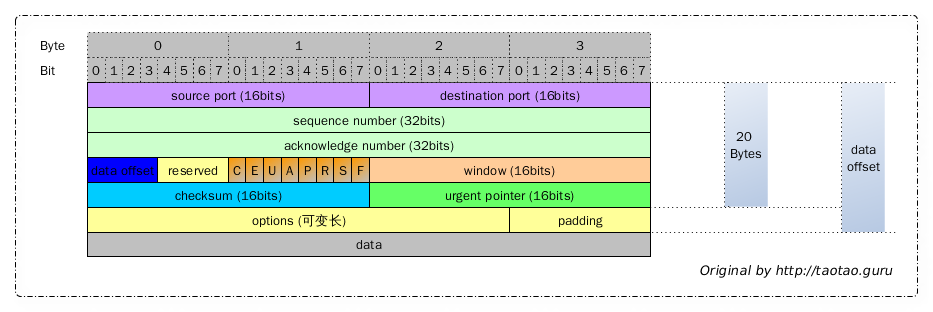 Byte 0 1 2 3
Bit 0 1 2 3 4 5 6 7 0 1 2 3 4 5 6 7 0 1 2 3 4 5 6 7 0 1 2 3 4 5 6 7
source port (16bits) destination port (16bits)
sequence number (32bits)
acknowledge number (32bits)
data offset reserved C E U A P R S F window (16bits)
checksum (16bits) urgent pointer (16bits)
options (可变长) padding
data
20
Bytes
data
offset
Original by http://taotao.guru